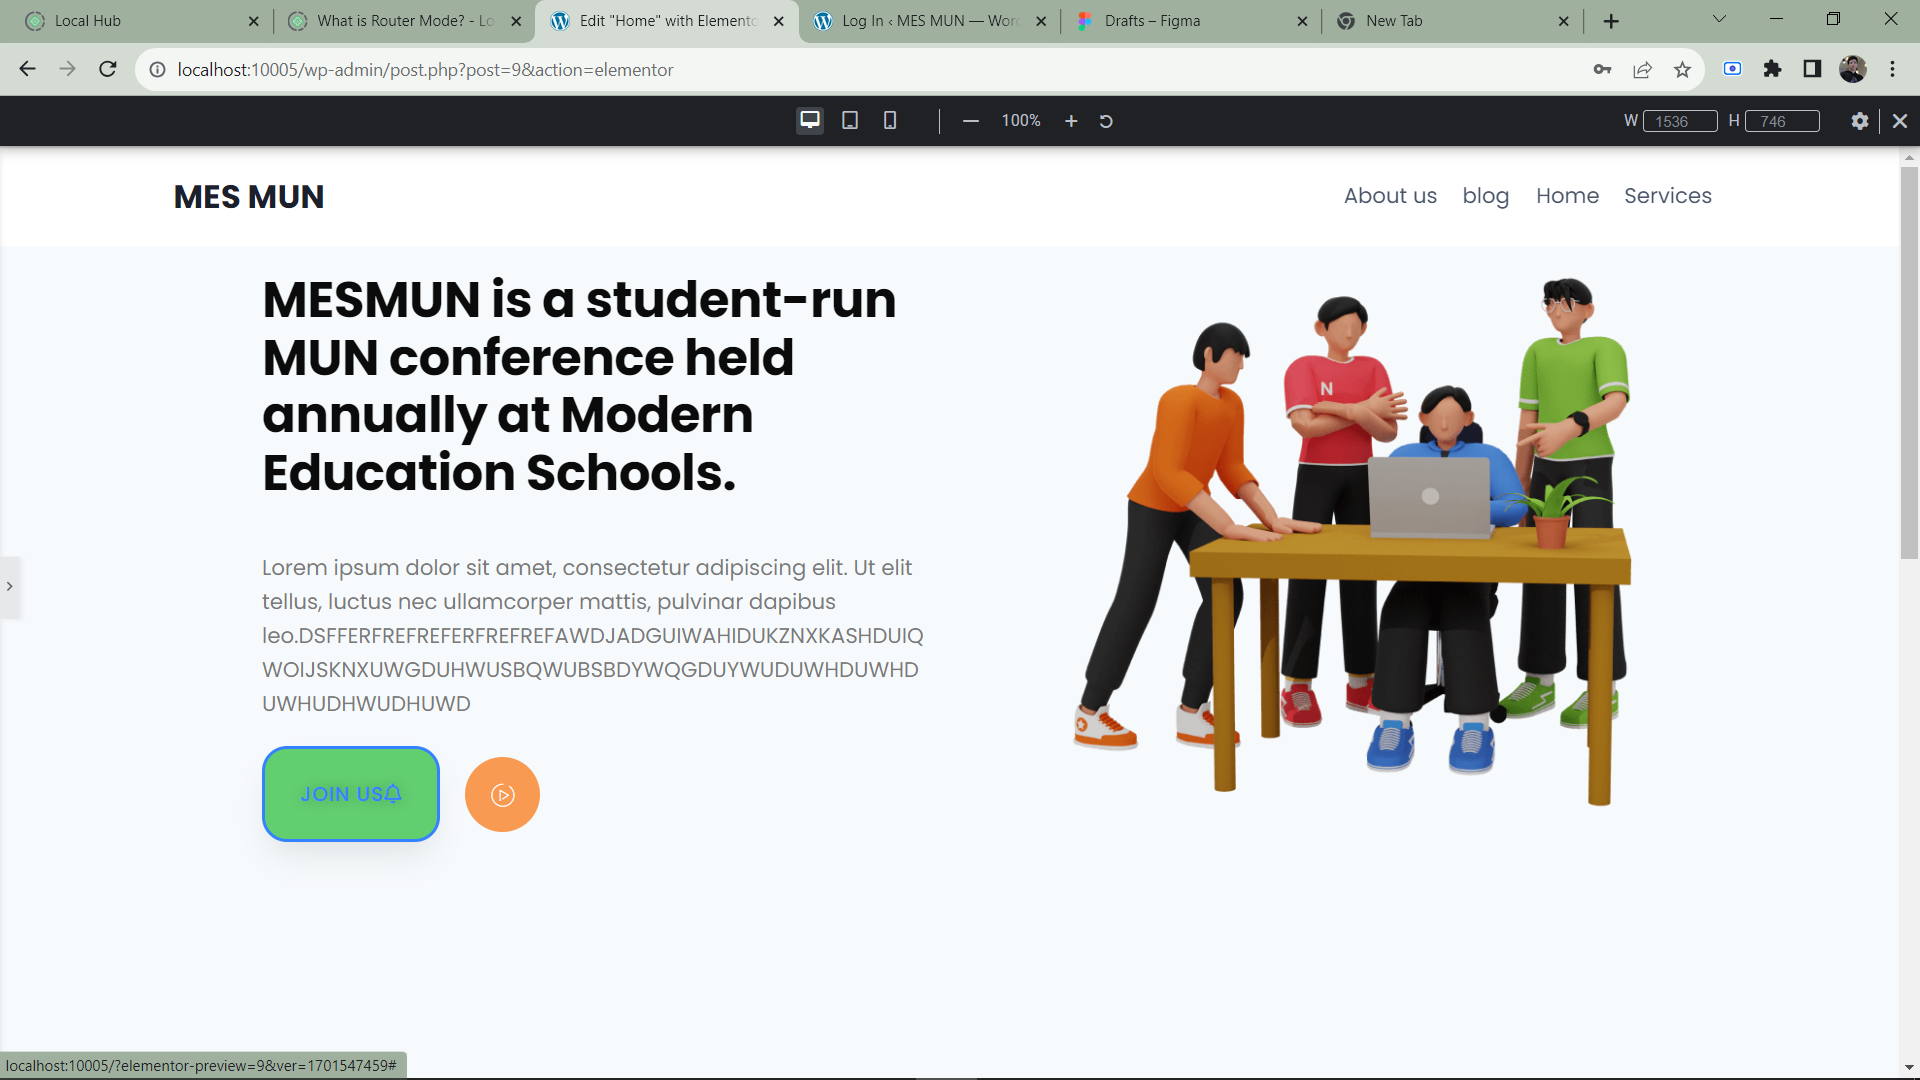 Local Hub
What is Router Mode? - Lo
Edit "Home" with Elemento
Log In ‹ MES MUN — Word
Drafts – Figma
New Tab
localhost:10005/wp-admin/post.php?post=9&action=elementor
100%
W 1536 H 746
MES MUN
About us blog Home Services
MESMUN is a student-run
MUN conference held
annually at Modern
Education Schools.
N
Lorem ipsum dolor sit amet, consectetur adipiscing elit. Ut elit
tellus, luctus nec ullamcorper mattis, pulvinar dapibus
leo.DSFFERFREFREFERFREFREFAWDJADGUIWAHIDUKZNXKASHDUIQ
WOIJSKNXUWGDUHWUSBQWUBSBDYWQGDUYWUDUWHDUWHD
UWHUDHWUDHUWD
JOIN US
localhost:10005/?elementor-preview=9&ver=1701547459#